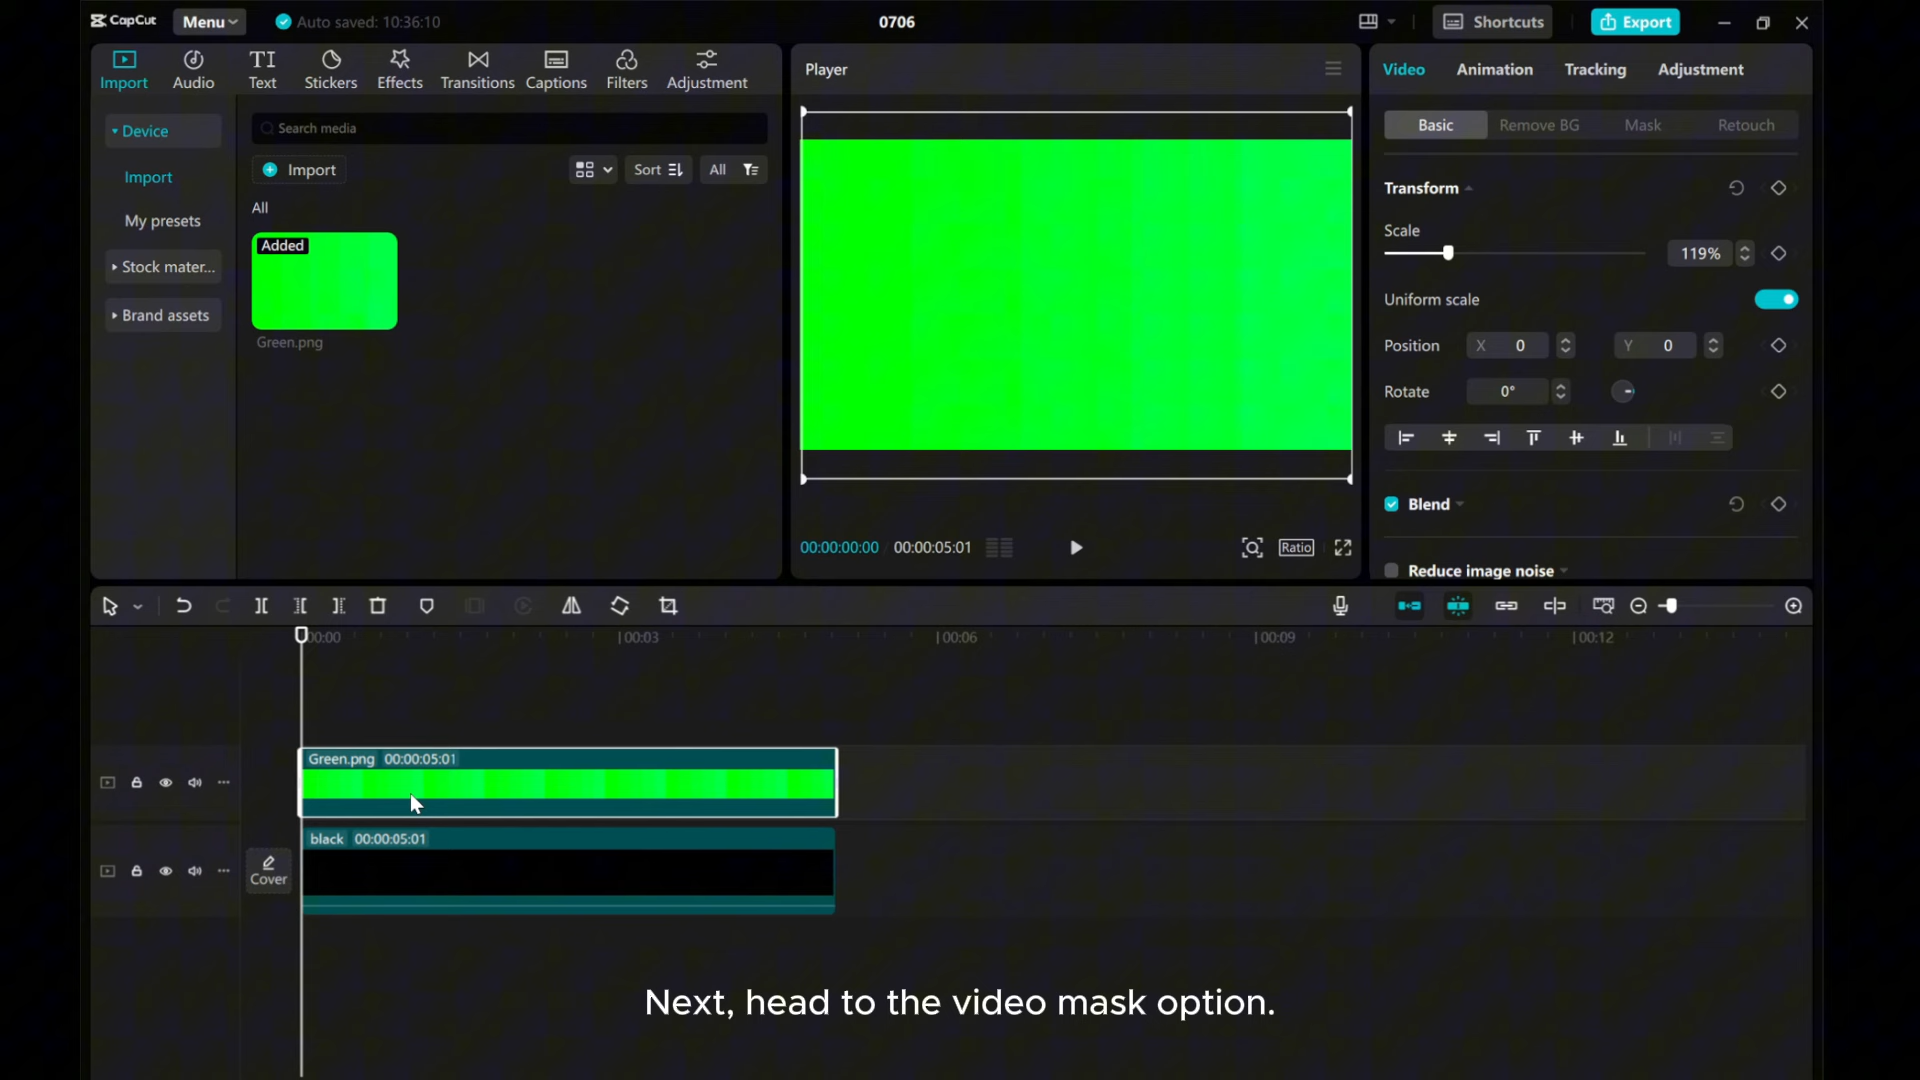 CapCut
Menu
Auto saved: 10:36:10
0706
Shortcuts
Export
Import
Audio
TI
Text
Stickers
Effects
Transitions
Captions
Filters
Adjustment
Device
Import
My presets
Stock mater...
Brand assets
Search media
Import
Sort
All
All
Added
Green.png
Player
00:00:00:00
00:00:05:01
Ratio
Video
Animation
Tracking
Adjustment
Basic
Remove BG
Mask
Retouch
Transform
Scale
119%
Uniform scale
Position
X 0
Y 0
Rotate
0°
Blend
Reduce image noise
00:00
00:03
00:06
00:09
00:12
Green.png 00:00:05:01
Cover
black 00:00:05:01
Next, head to the video mask option.